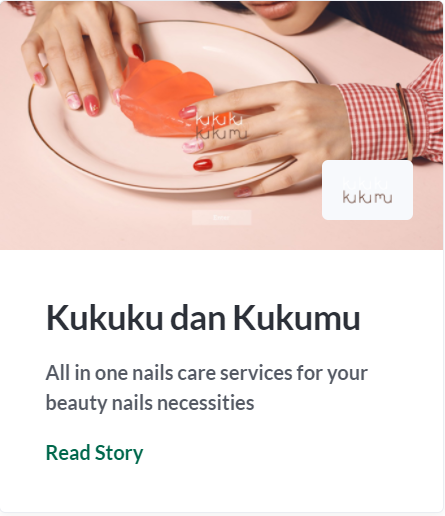 kukuku
kukumu
kukumu
Kukuku dan Kukumu
All in one nails care services for your
beauty nails necessities
Read Story